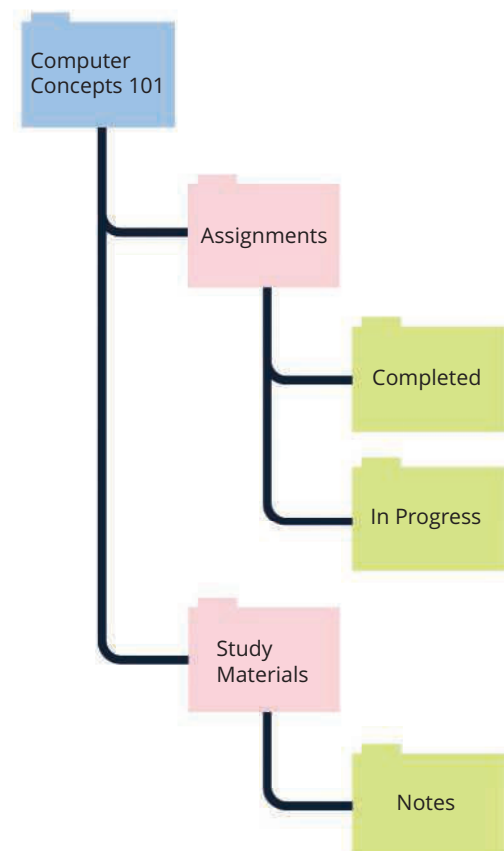 Computer
Concepts 101
Assignments
Completed
In Progress
Study
Materials
Notes